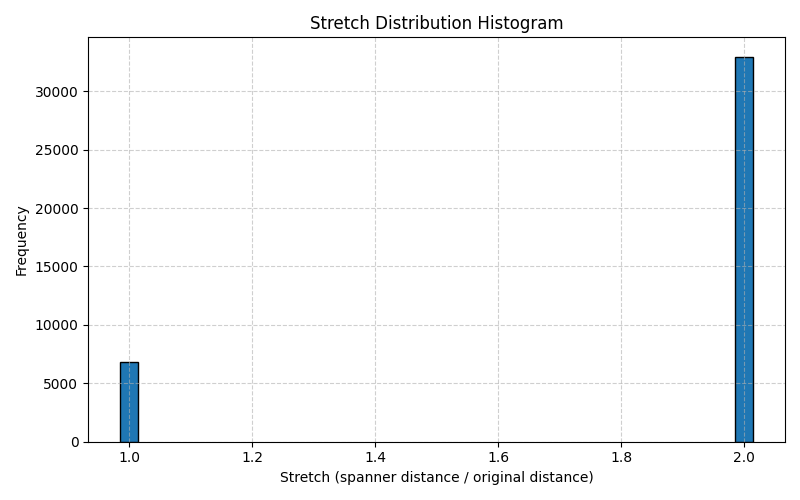 Stretch Distribution Histogram
Frequency
30000
25000
20000
15000
10000
5000
0
1.0 1.2 1.4 1.6 1.8 2.0
Stretch (spanner distance / original distance)